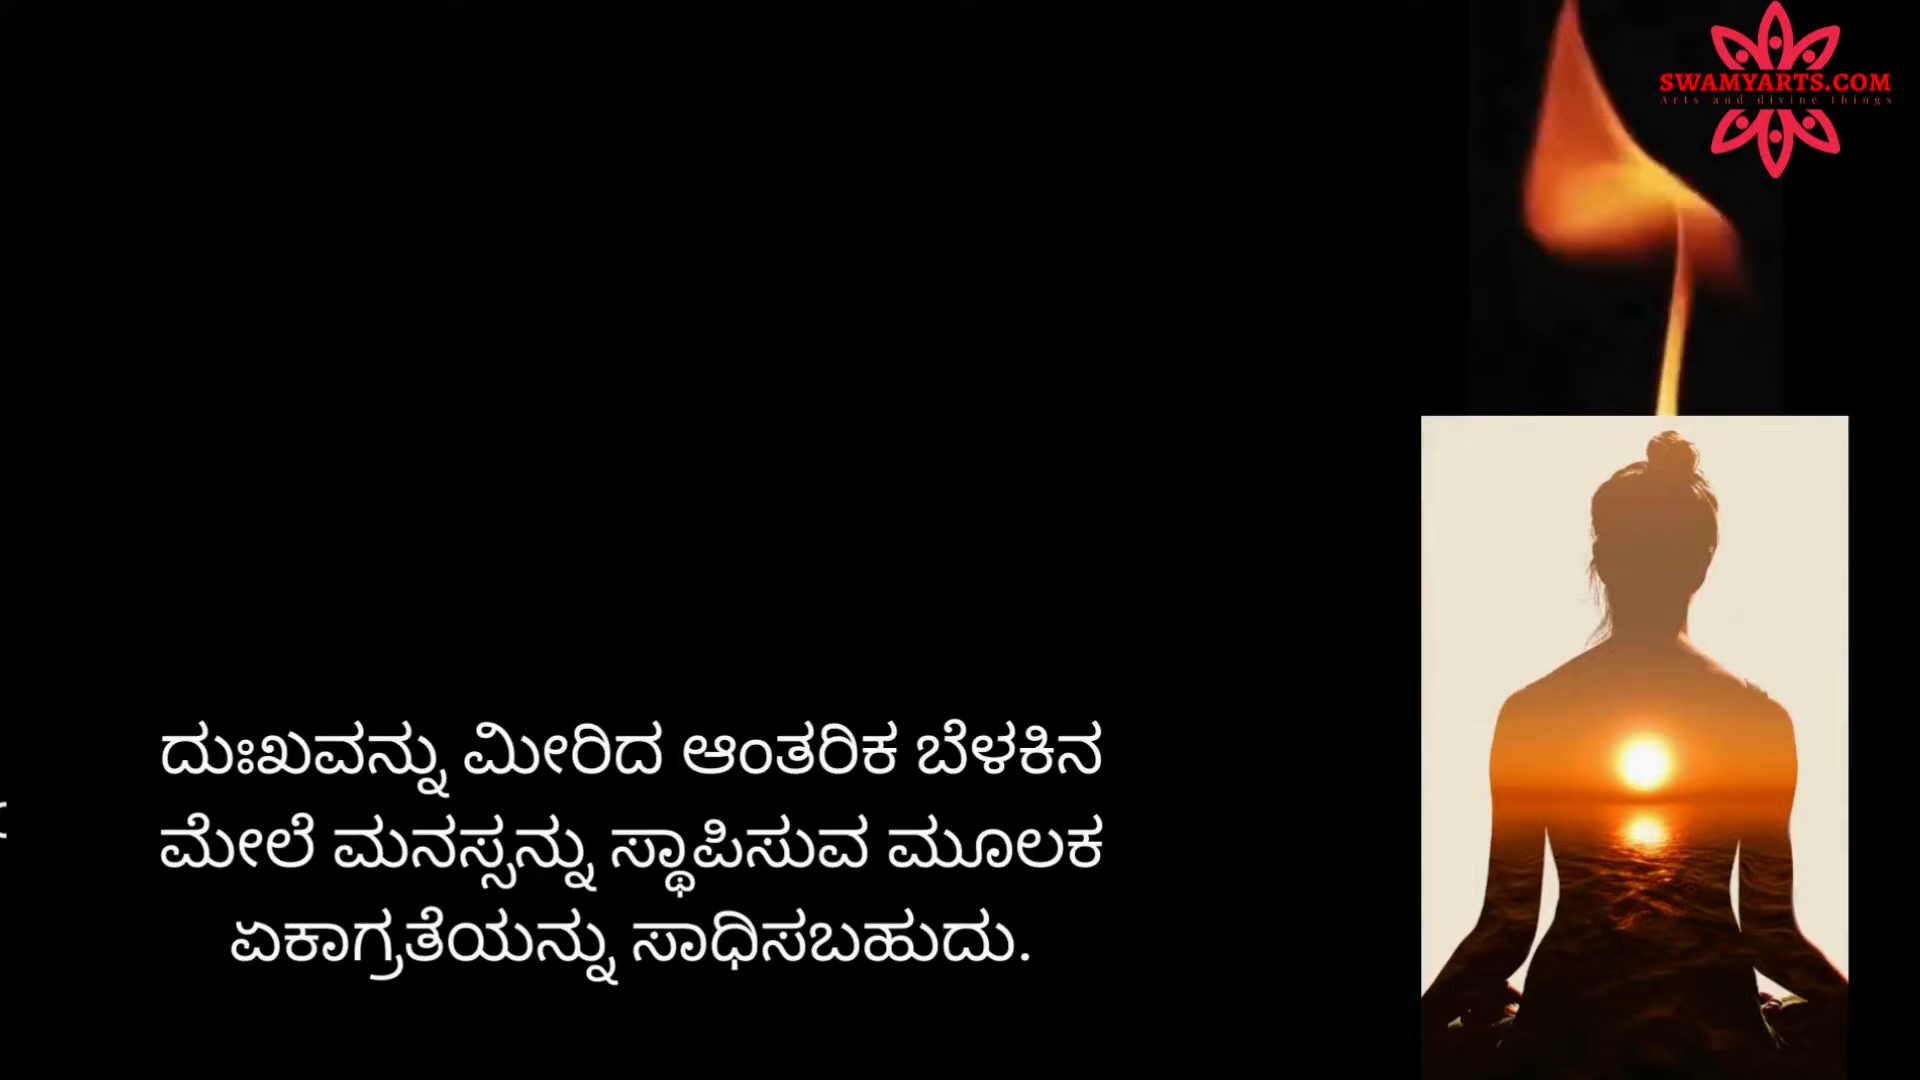 SWAMYARTS.COM
Arts and divine things
ದುಃಖವನ್ನು ಮೀರಿದ ಆಂತರಿಕ ಬೆಳಕಿನ
ಮೇಲೆ ಮನಸ್ಸನ್ನು ಸ್ಥಾಪಿಸುವ ಮೂಲಕ
ಏಕಾಗ್ರತೆಯನ್ನು ಸಾಧಿಸಬಹುದು.